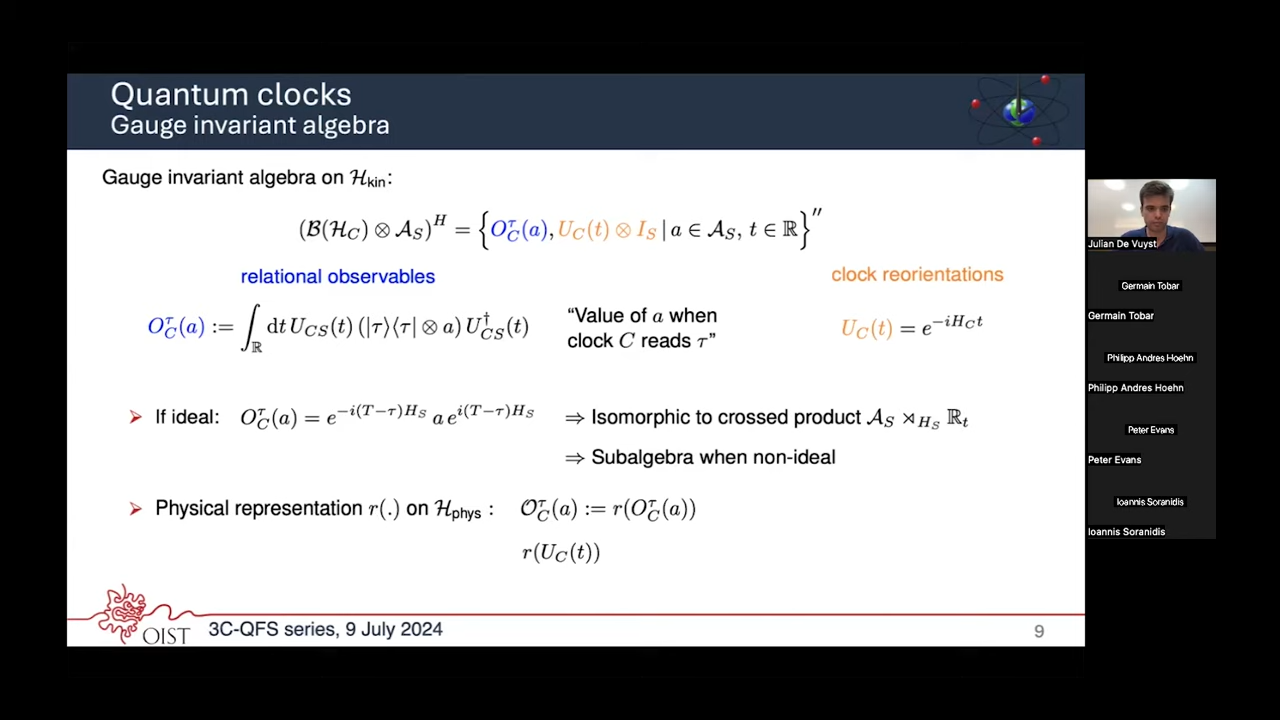 Quantum clocks
Gauge invariant algebra
Gauge invariant algebra on ℋ_kin:
(ℬ(ℋ_C) ⊗ 𝒜_S)^H = {O_C^τ(a), U_C(t) ⊗ I_S | a ∈ 𝒜_S, t ∈ ℝ}″
relational observables
clock reorientations
O_C^τ(a) := ∫_ℝ dt U_CS(t) (|τ⟩⟨τ| ⊗ a) U_CS^†(t)
“Value of a when
clock C reads τ”
U_C(t) = e^{−iH_C t}
➢ If ideal: O_C^τ(a) = e^{−i(T−τ)H_S} a e^{i(T−τ)H_S} ⇒ Isomorphic to crossed product 𝒜_S ⋊_{H_S} ℝ_t
⇒ Subalgebra when non-ideal
➢ Physical representation r(.) on ℋ_phys : 𝒪_C^τ(a) := r(O_C^τ(a))
r(U_C(t))
OIST
3C-QFS series, 9 July 2024
9
Julian De Vuyst
Germain Tobar
Germain Tobar
Philipp Andres Hoehn
Philipp Andres Hoehn
Peter Evans
Peter Evans
Ioannis Soranidis
Ioannis Soranidis